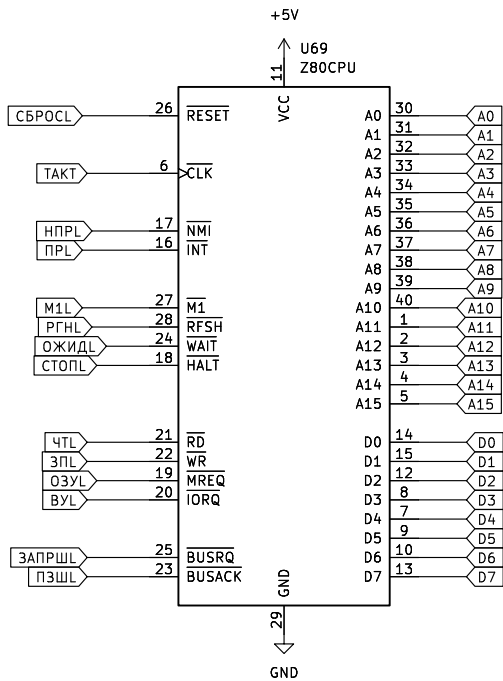 +5V
U69
Z80CPU
11
VCC
СБРОСL 26 RESET A0 30 A0
A1 31 A1
A2 32 A2
ТАКТ 6 CLK A3 33 A3
A4 34 A4
A5 35 A5
НПРL 17 NMI A6 36 A6
ПРL 16 INT A7 37 A7
A8 38 A8
A9 39 A9
М1L 27 M1 A10 40 A10
РГНL 28 RFSH A11 1 A11
ОЖИДL 24 WAIT A12 2 A12
СТОПL 18 HALT A13 3 A13
A14 4 A14
A15 5 A15
ЧТL 21 RD D0 14 D0
ЗПL 22 WR D1 15 D1
ОЗУL 19 MREQ D2 12 D2
ВУL 20 IORQ D3 8 D3
D4 7 D4
D5 9 D5
ЗАПРШL 25 BUSRQ D6 10 D6
ПЗШL 23 BUSACK D7 13 D7
GND
29
GND